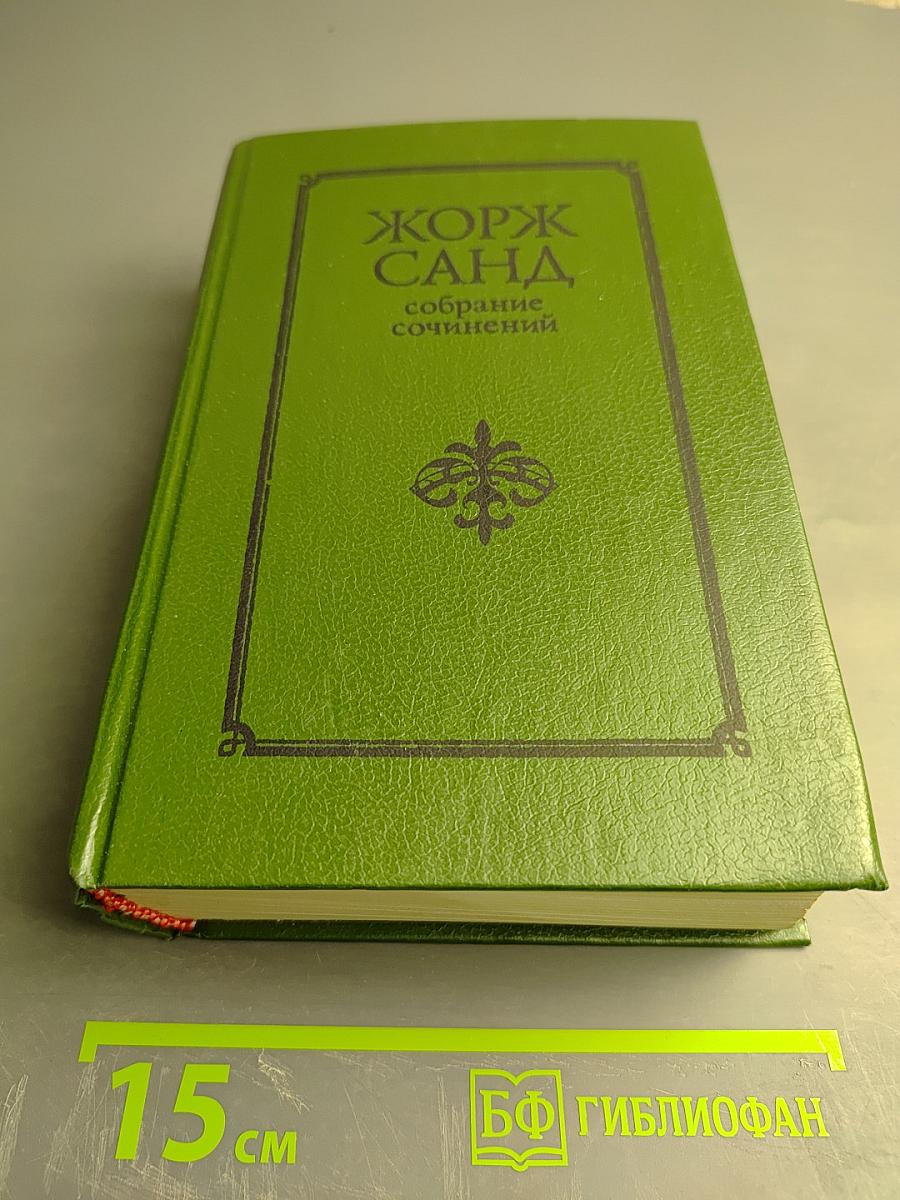 ЖОРЖ
САНД
собрание
сочинений
15 см
БФ ГИБЛИОФАН